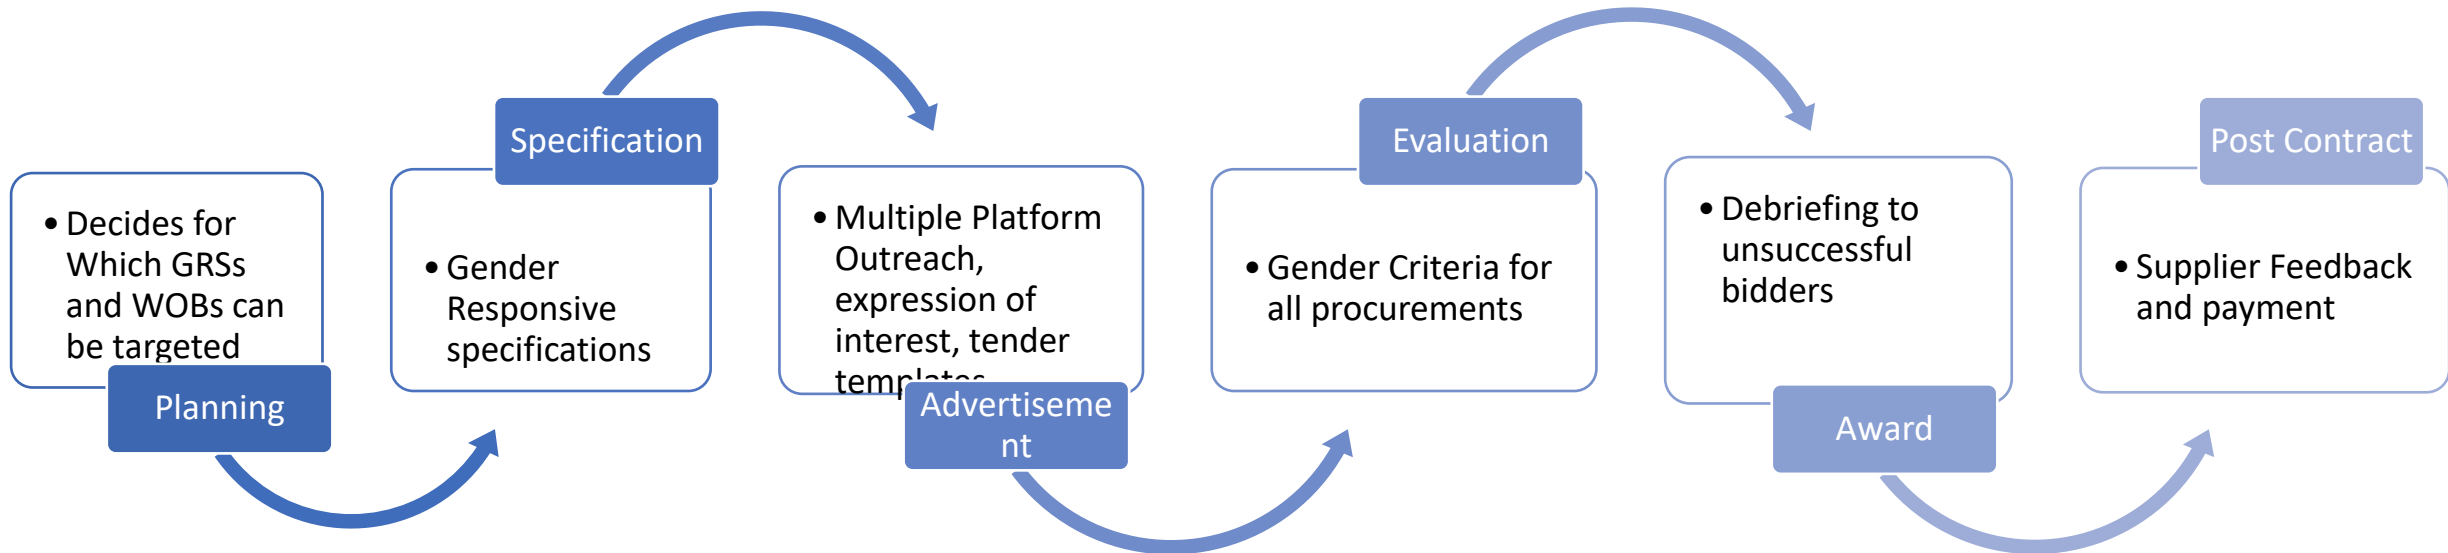 • Decides for
Which GRSs
and WOBs can
be targeted
Planning
Specification
• Gender
Responsive
specifications
• Multiple Platform
Outreach,
expression of
interest, tender
templates
Advertiseme
nt
Evaluation
• Gender Criteria for
all procurements
• Debriefing to
unsuccessful
bidders
Award
Post Contract
• Supplier Feedback
and payment